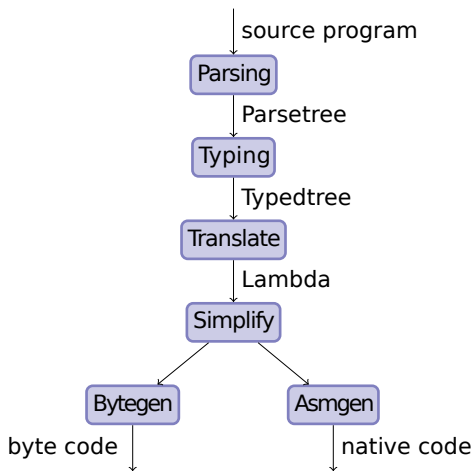 source program
Parsing
Parsetree
Typing
Typedtree
Translate
Lambda
Simplify
Bytegen
Asmgen
byte code
native code